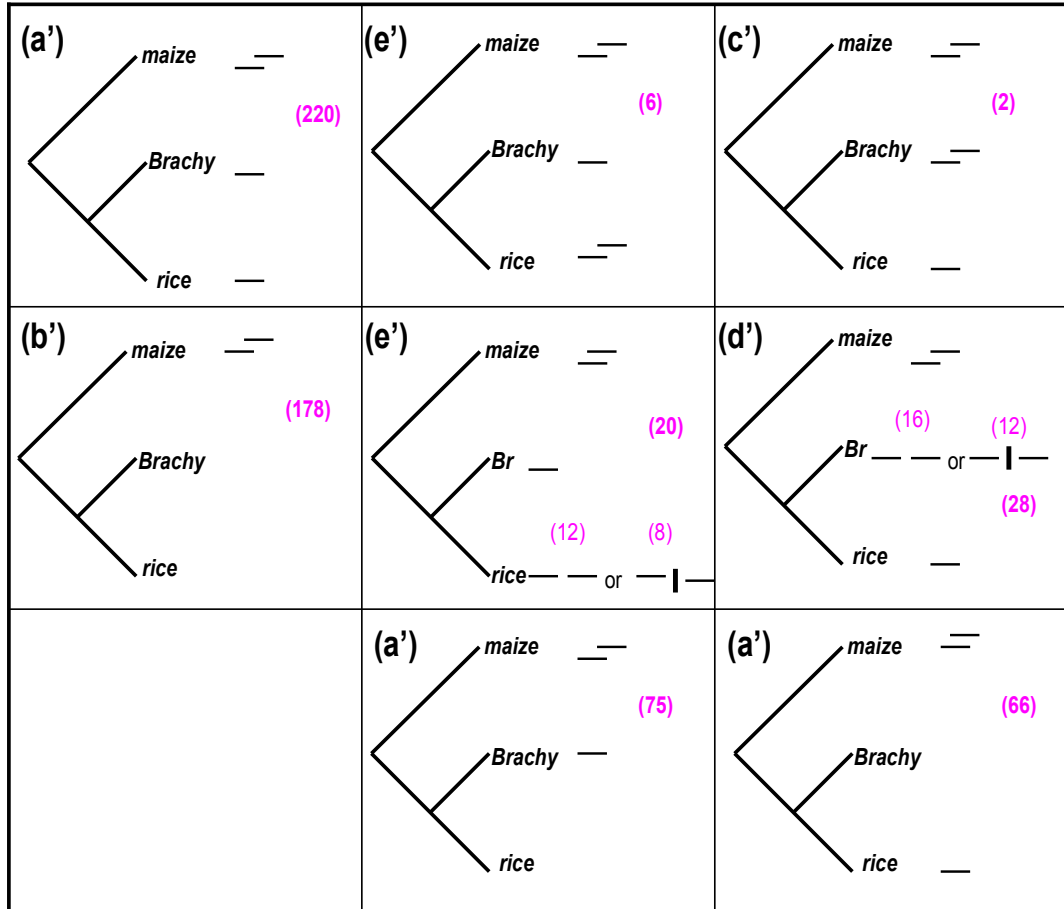 (a’)
maize
(220)
Brachy
rice
(e’)
maize
(6)
Brachy
rice
(c’)
maize
(2)
Brachy
rice
(b’)
maize
(178)
Brachy
rice
(e’)
maize
(20)
Br
(12) (8)
rice or
(d’)
maize
(16) (12)
Br or
(28)
rice
(a’)
maize
(75)
Brachy
rice
(a’)
maize
(66)
Brachy
rice